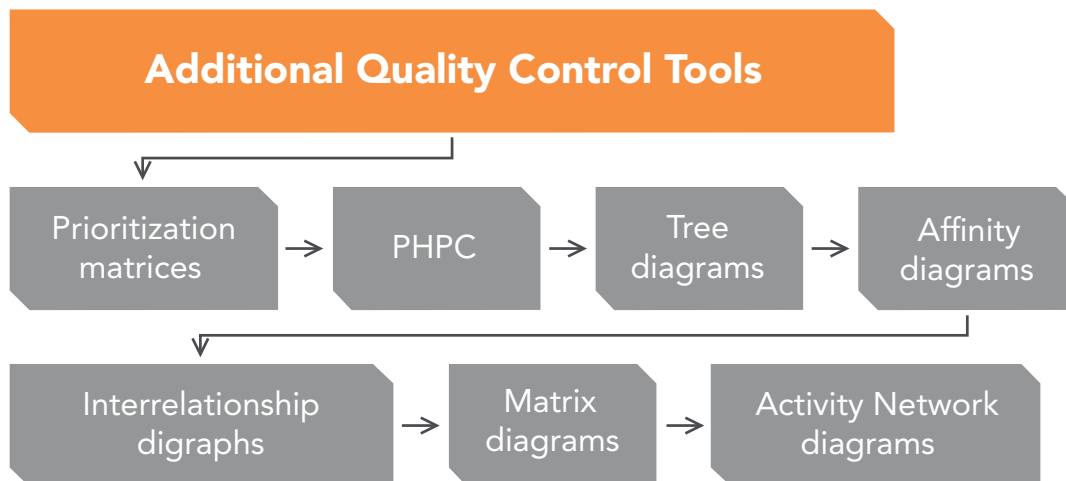 Additional Quality Control Tools
Prioritization
matrices
PHPC
Tree
diagrams
Affinity
diagrams
Interrelationship
digraphs
Matrix
diagrams
Activity Network
diagrams